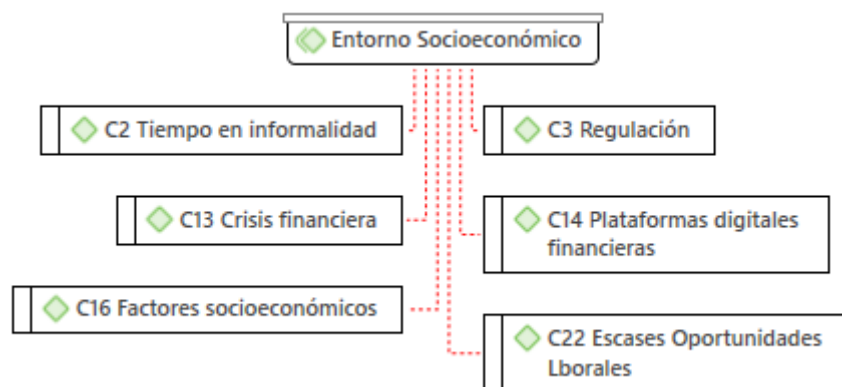 Entorno Socioeconómico
C2 Tiempo en informalidad
C3 Regulación
C13 Crisis financiera
C14 Plataformas digitales
financieras
C16 Factores socioeconómicos
C22 Escases Oportunidades
Lborales